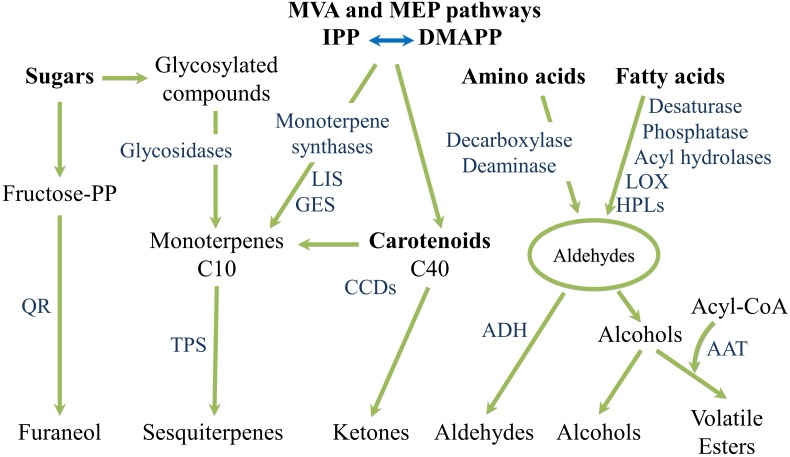 MVA and MEP pathways
IPP DMAPP
Sugars
Glycosylated
compounds
Amino acids
Fatty acids
Desaturase
Phosphatase
Acyl hydrolases
LOX
HPLs
Monoterpene
synthases
LIS
GES
Decarboxylase
Deaminase
Glycosidases
Fructose-PP
Monoterpenes
C10
Carotenoids
C40
Aldehydes
CCDs
QR
TPS
ADH
Alcohols
Acyl-CoA
AAT
Furaneol
Sesquiterpenes
Ketones
Aldehydes
Alcohols
Volatile
Esters